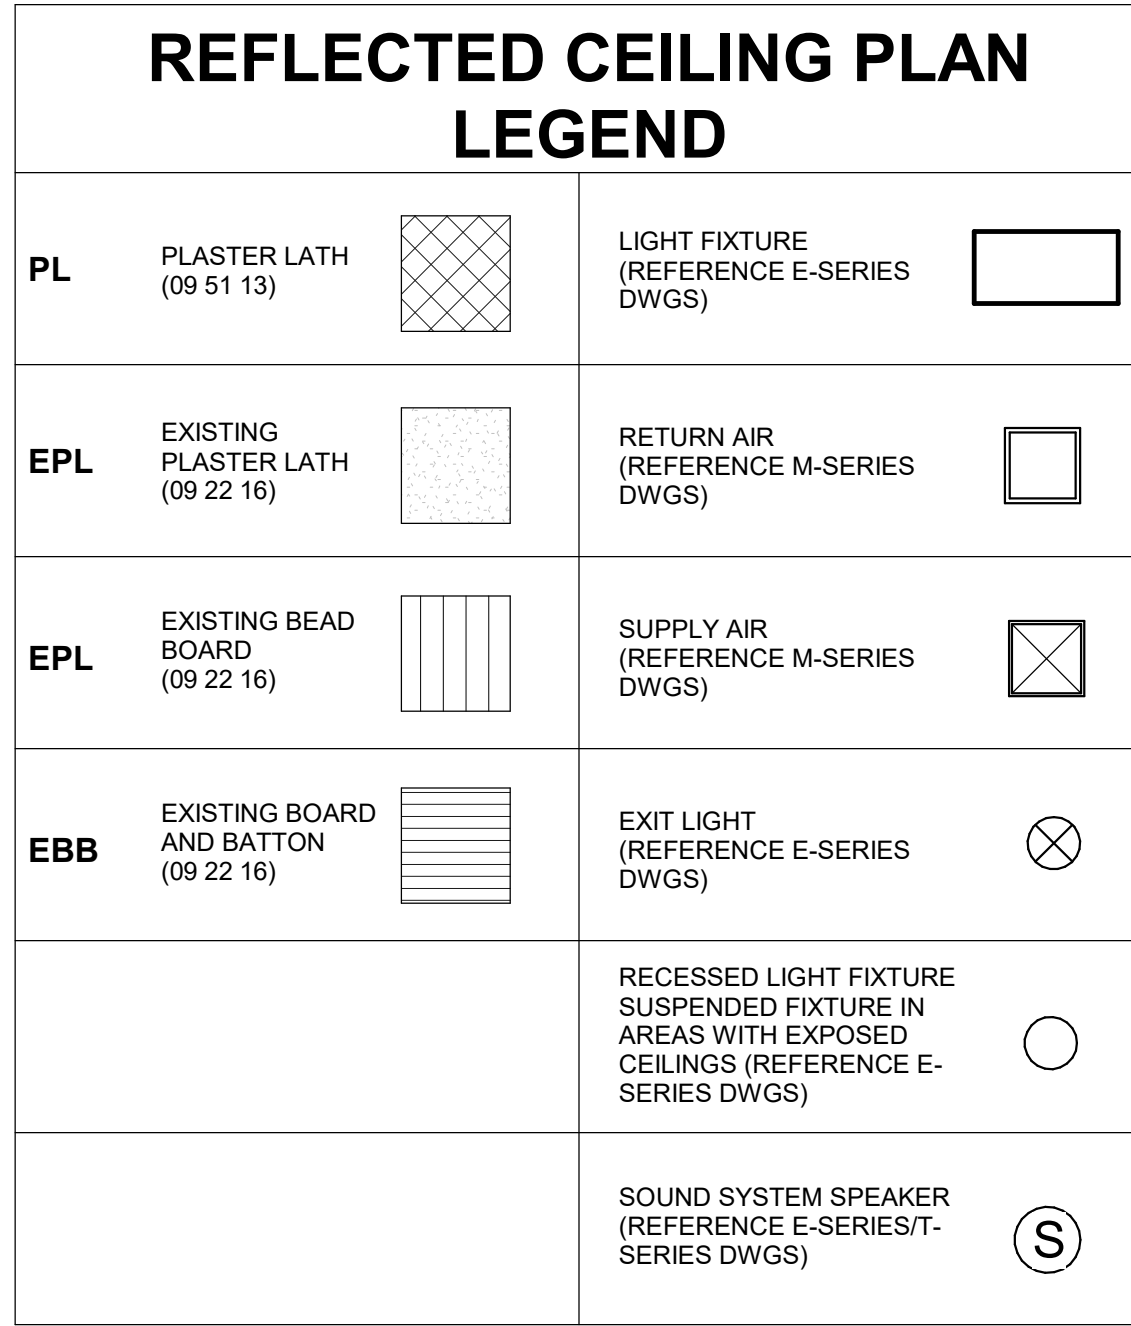 REFLECTED CEILING PLAN
LEGEND
PL
PLASTER LATH
(09 51 13)
LIGHT FIXTURE
(REFERENCE E-SERIES
DWGS)
EPL
EXISTING
PLASTER LATH
(09 22 16)
RETURN AIR
(REFERENCE M-SERIES
DWGS)
EPL
EXISTING BEAD
BOARD
(09 22 16)
SUPPLY AIR
(REFERENCE M-SERIES
DWGS)
EBB
EXISTING BOARD
AND BATTON
(09 22 16)
EXIT LIGHT
(REFERENCE E-SERIES
DWGS)
RECESSED LIGHT FIXTURE
SUSPENDED FIXTURE IN
AREAS WITH EXPOSED
CEILINGS (REFERENCE E-
SERIES DWGS)
SOUND SYSTEM SPEAKER
(REFERENCE E-SERIES/T-
SERIES DWGS)
S